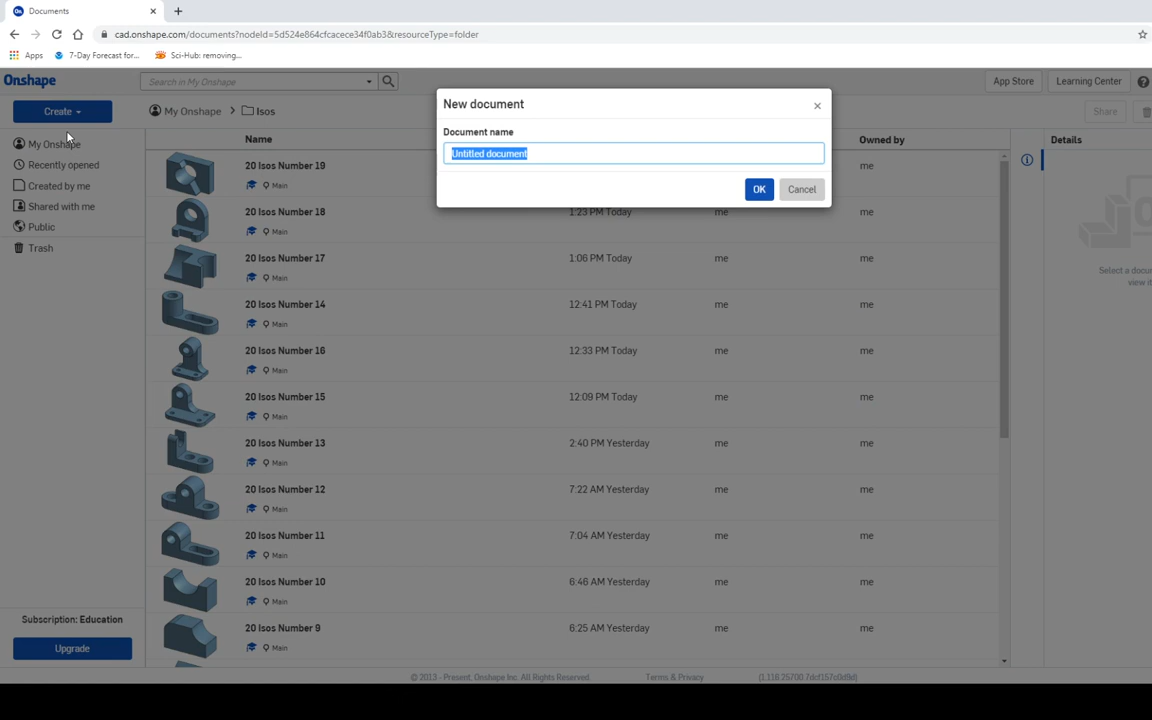 Documents
cad.onshape.com/documents?nodeId=5d524e864cfcacece34f0ab3&resourceType=folder
Apps 7-Day Forecast for... Sci-Hub: removing...
Onshape Search in My Onshape App Store Learning Center
Create My Onshape > Isos Share
New document
Document name
Untitled document
OK Cancel
My Onshape
Recently opened
Created by me
Shared with me
Public
Trash
Name Owned by Details
20 Isos Number 19 me
Main
20 Isos Number 18 1:23 PM Today me me
Main
20 Isos Number 17 1:06 PM Today me me
Main
20 Isos Number 14 12:41 PM Today me me
Main
20 Isos Number 16 12:33 PM Today me me
Main
20 Isos Number 15 12:09 PM Today me me
Main
20 Isos Number 13 2:40 PM Yesterday me me
Main
20 Isos Number 12 7:22 AM Yesterday me me
Main
20 Isos Number 11 7:04 AM Yesterday me me
Main
20 Isos Number 10 6:46 AM Yesterday me me
Main
20 Isos Number 9 6:25 AM Yesterday me me
Main
Select a docu
view it
Subscription: Education
Upgrade
© 2013 - Present, Onshape Inc. All Rights Reserved. Terms & Privacy